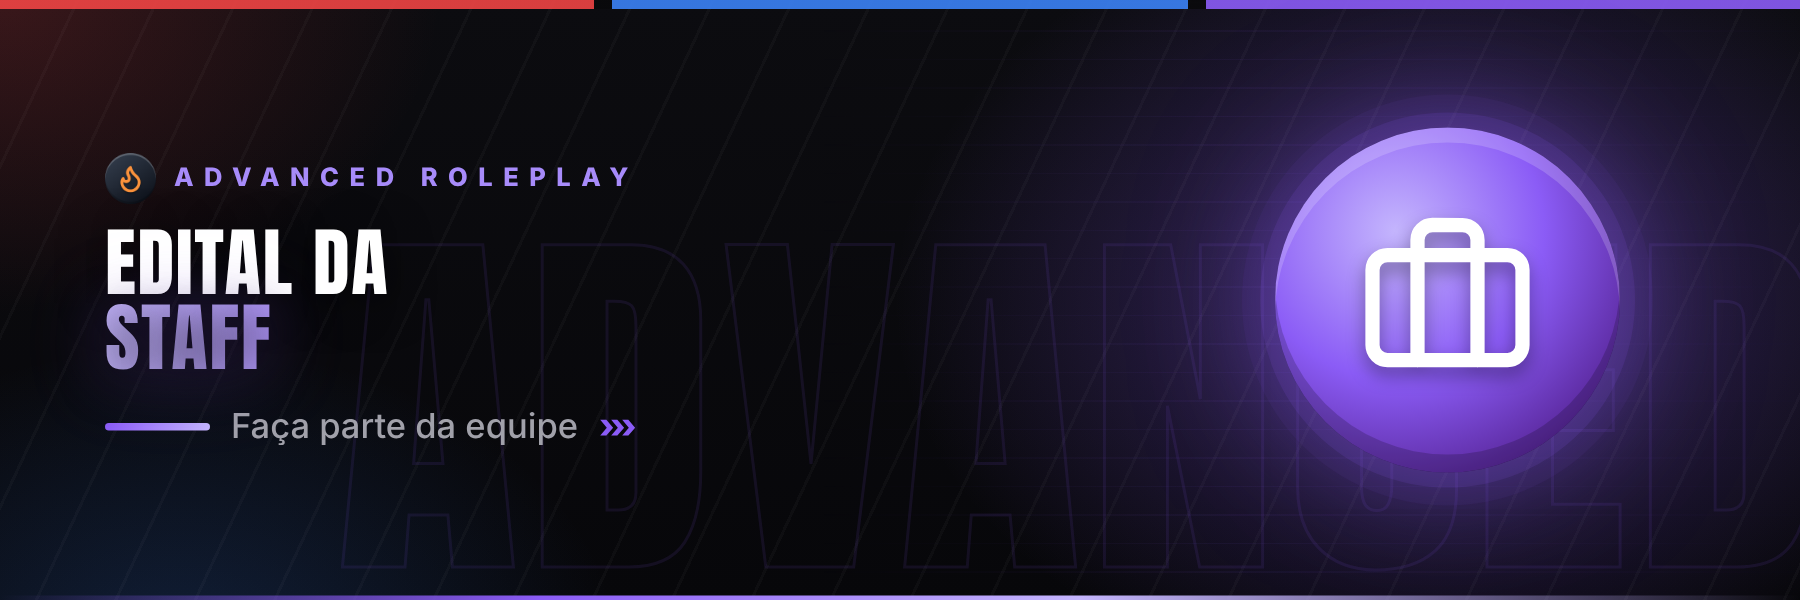 ADVANCED ROLEPLAY
EDITAL DA
STAFF
Faça parte da equipe
ADVANCED